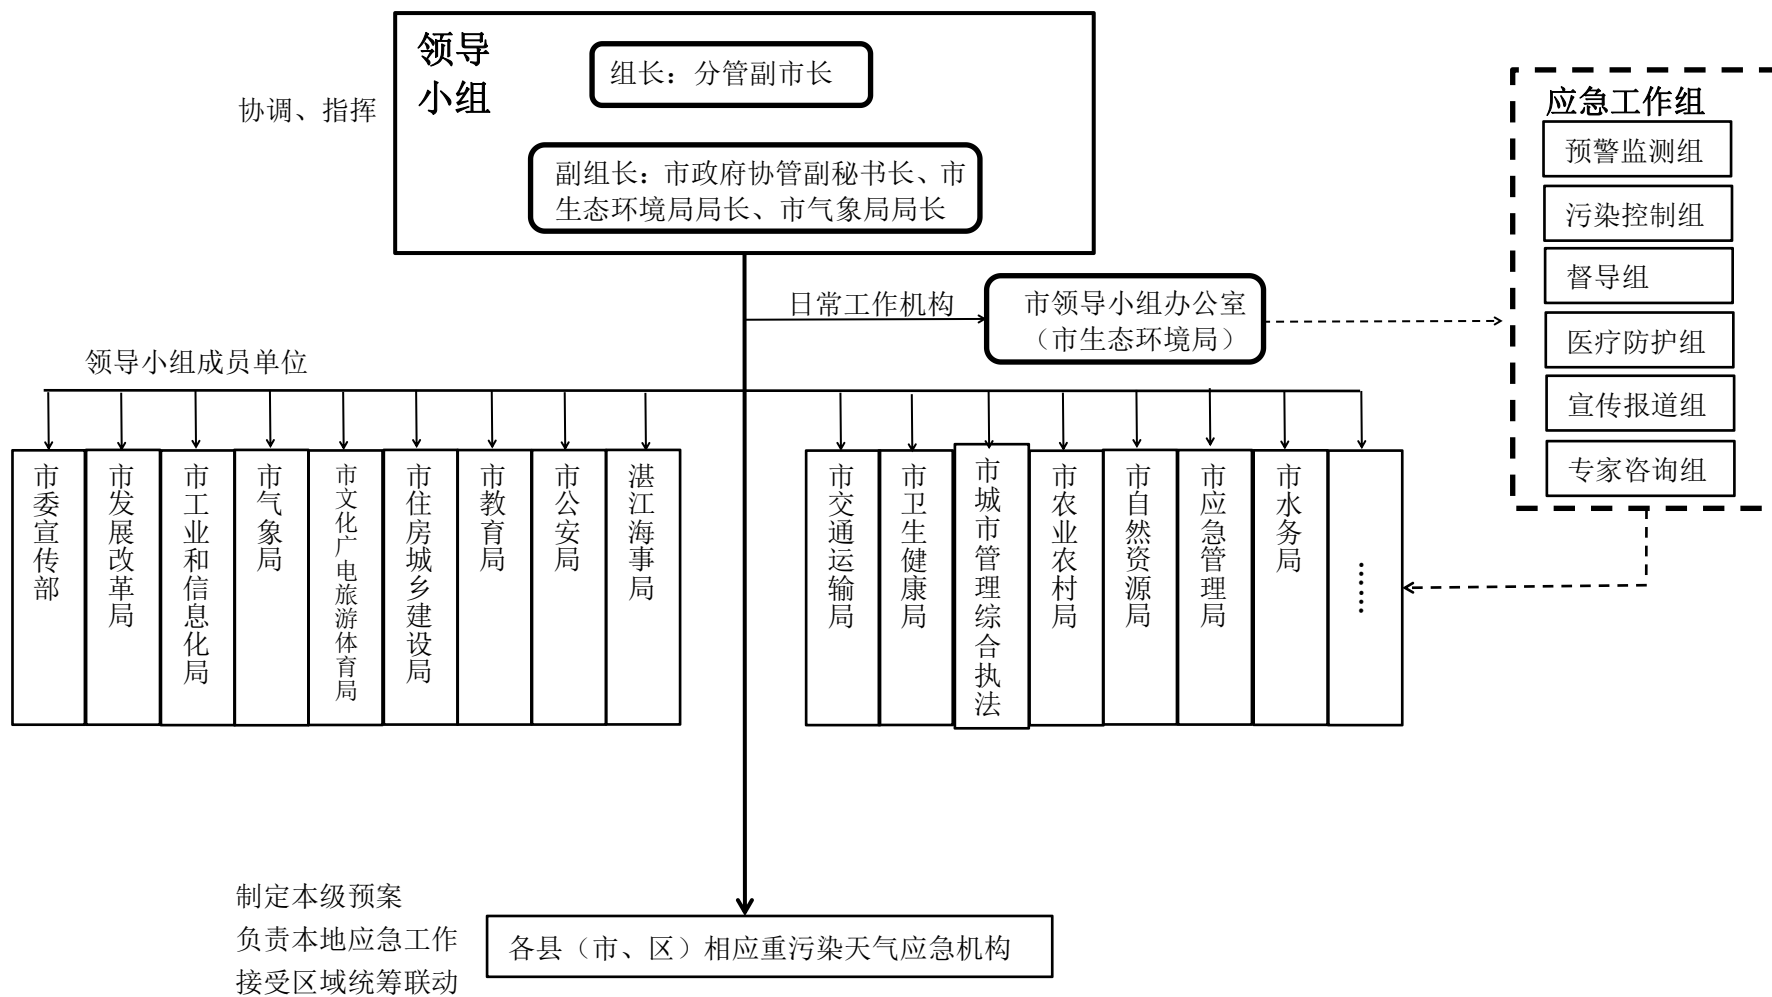 领导
小组
组长：分管副市长
协调、指挥
副组长：市政府协管副秘书长、市
生态环境局局长、市气象局局长
应急工作组
预警监测组
污染控制组
督导组
医疗防护组
宣传报道组
专家咨询组
日常工作机构
市领导小组办公室
（市生态环境局）
领导小组成员单位
市委宣传部
市发展改革局
市工业和信息化局
市气象局
市文化广电旅游体育局
市住房城乡建设局
市教育局
市公安局
湛江海事局
市交通运输局
市卫生健康局
市城市管理综合执法
市农业农村局
市自然资源局
市应急管理局
市水务局
……
制定本级预案
负责本地应急工作
接受区域统筹联动
各县（市、区）相应重污染天气应急机构